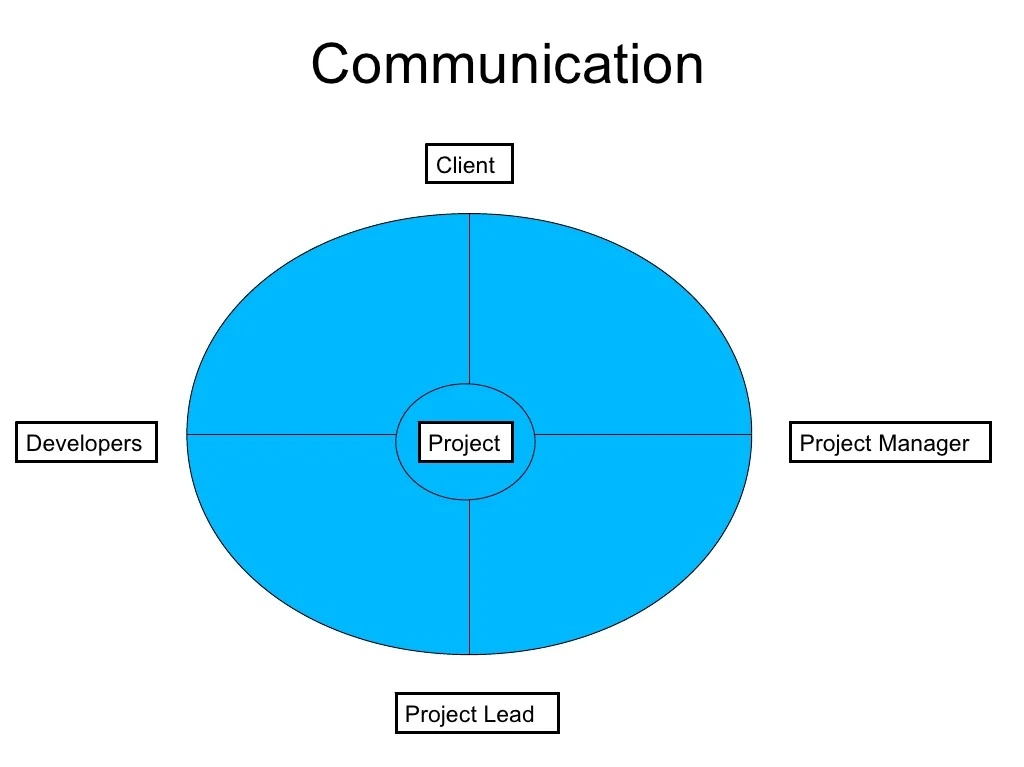 Communication
Client
Developers
Project
Project Manager
Project Lead